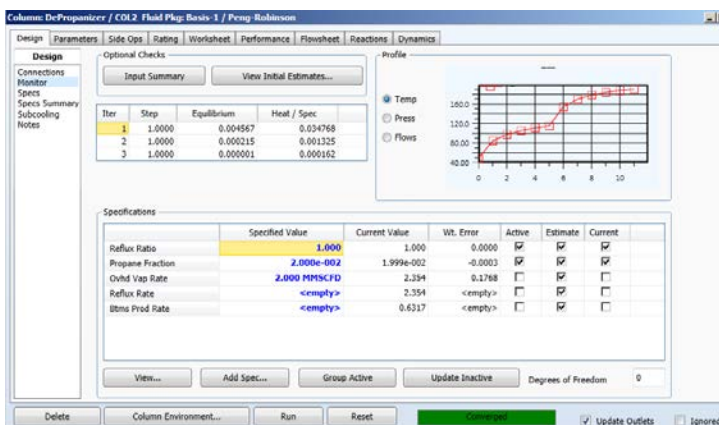 Column: DePropanizer / COL2 Fluid Pkg: Basis-1 / Peng-Robinson
Design Parameters Side Ops Rating Worksheet Performance Flowsheet Reactions Dynamics
Design
Connections
Monitor
Specs
Specs Summary
Subcooling
Notes
Optional Checks
Input Summary View Initial Estimates...
Iter Step Equilibrium Heat / Spec
1 1.0000 0.004567 0.034768
2 1.0000 0.000215 0.001325
3 1.0000 0.000001 0.000162
Profile
Temp
Press
Flows
160.0
120.0
80.00
40.00
0 2 4 6 8 10
Specifications
Specified Value Current Value Wt. Error Active Estimate Current
Reflux Ratio 1.000 1.000 0.0000
Propane Fraction 2.000e-002 1.999e-002 -0.0003
Ovhd Vap Rate 2.000 MMSCFD 2.354 0.1768
Reflux Rate <empty> 2.354 <empty>
Btms Prod Rate <empty> 0.6317 <empty>
View... Add Spec... Group Active Update Inactive Degrees of Freedom 0
Delete Column Environment... Run Reset Converged Update Outlets Ignored